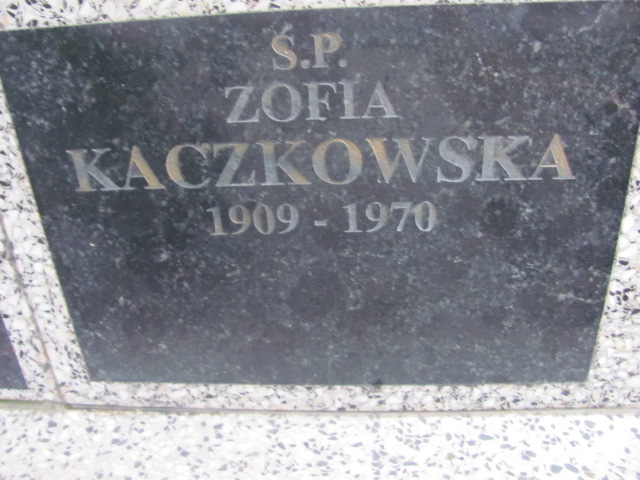 Ś.P.
ZOFIA
KACZKOWSKA
1909 - 1970